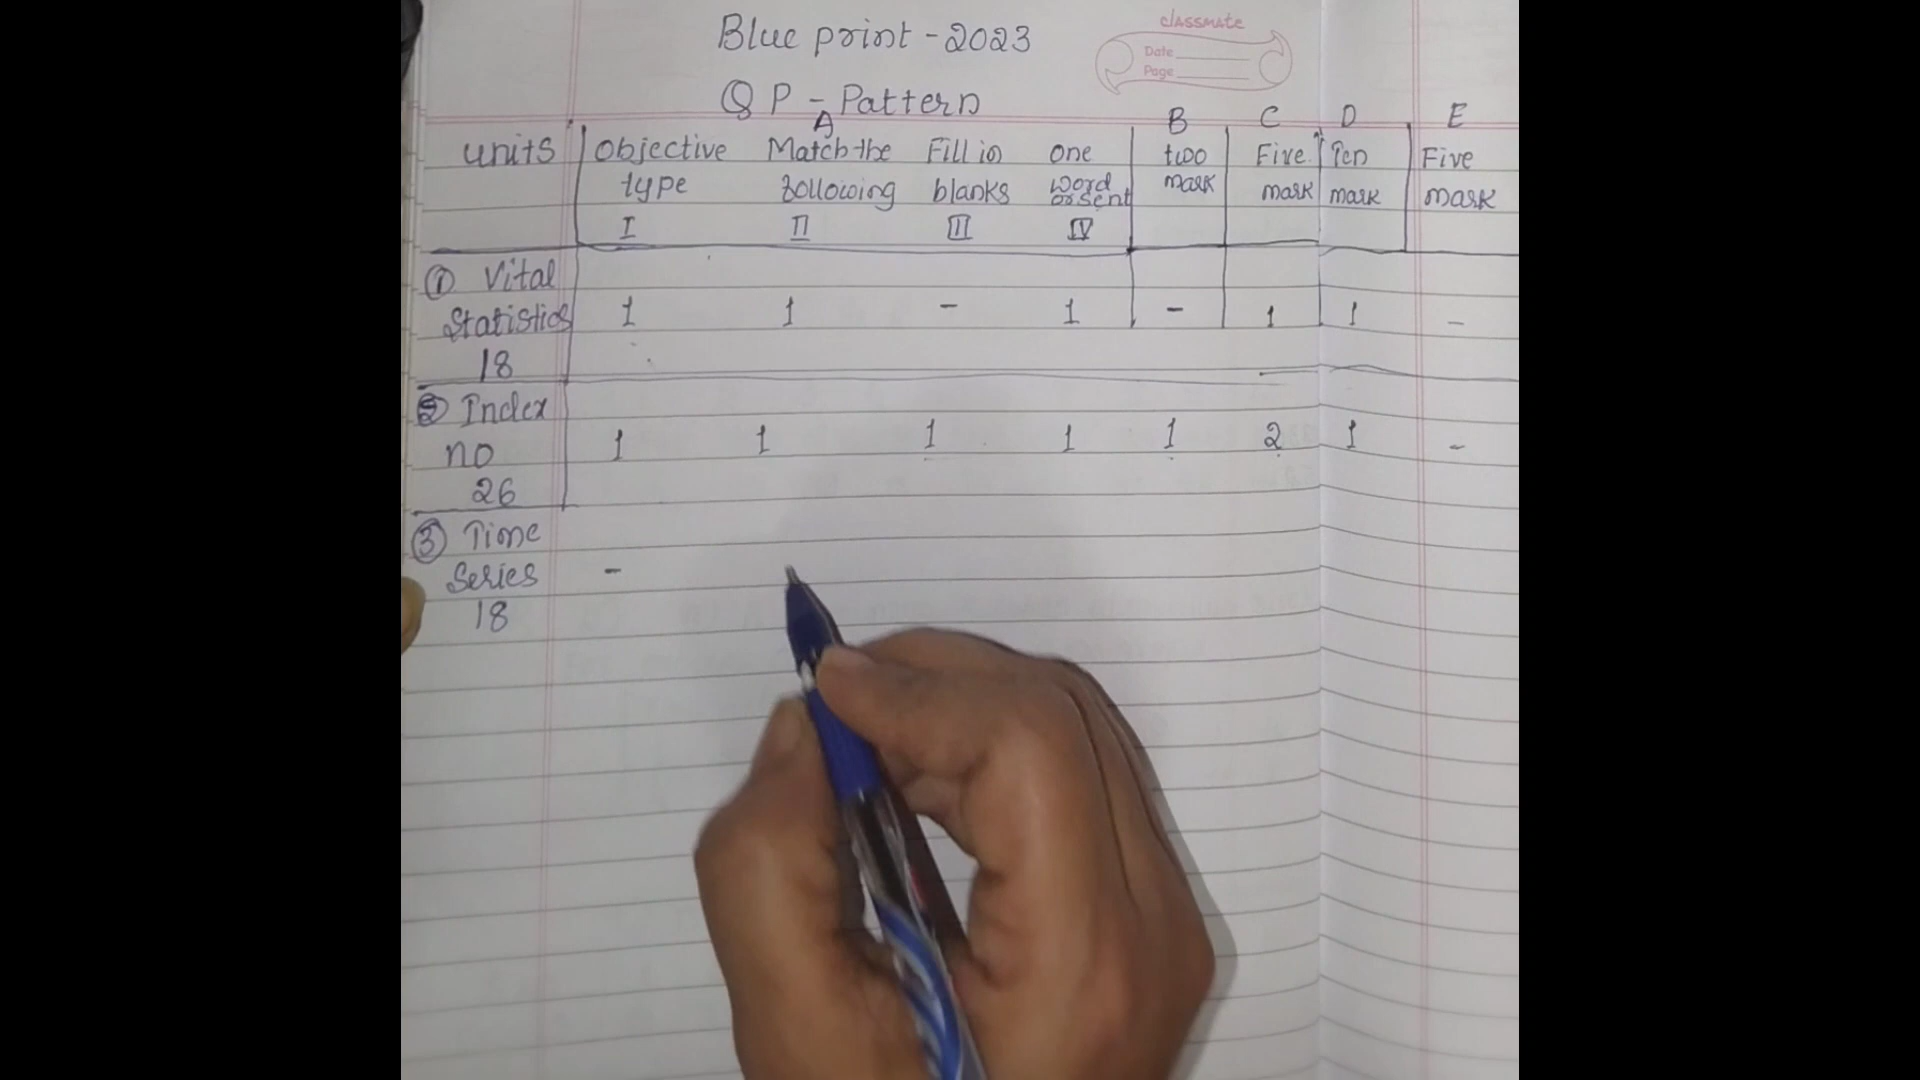 Blue print - 2023
classmate
Date
Page
Q P - Pattern
A B C D E
units Objective Match the Fill in one two Five Ten Five
type following blanks word or sent mark mark mark mark
I II III IV
① Vital
Statistics 1 1 - 1 - 1 1 -
18
② Index
no 1 1 1 1 1 2 1 -
26
③ Time
Series -
18